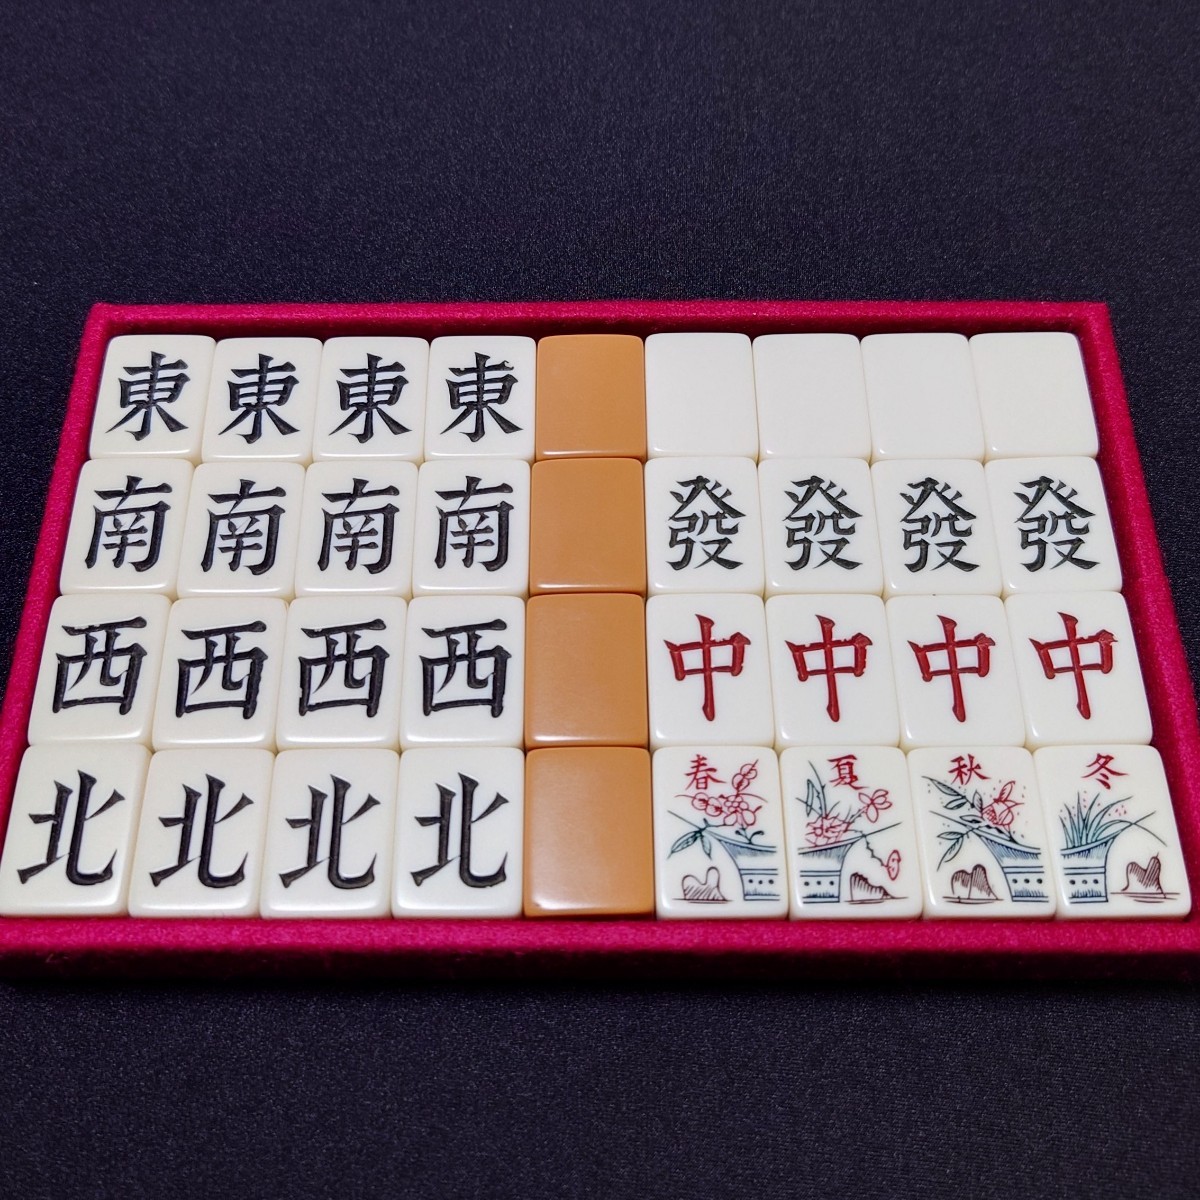 東 東 東 東
南 南 南 南 發 發 發 發
西 西 西 西 中 中 中 中
北 北 北 北 春 夏 秋 冬